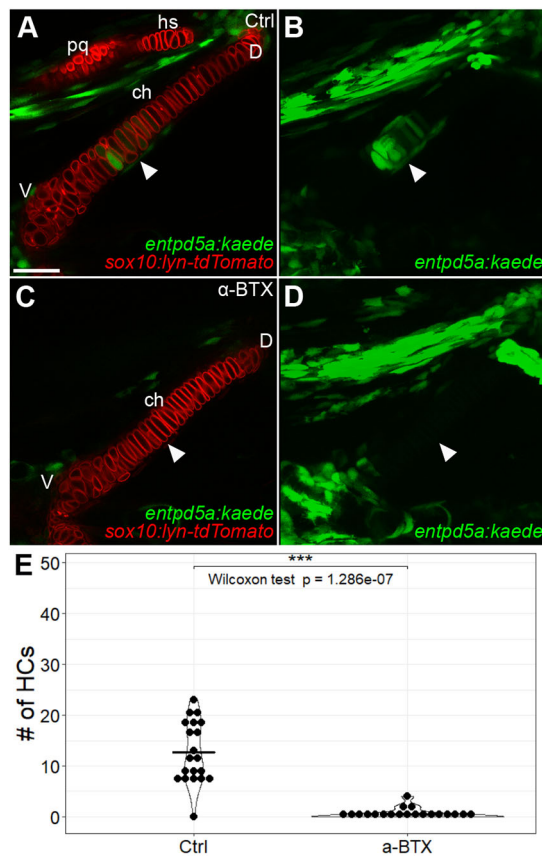 A
hs
Ctrl
pq
D
ch
V
entpd5a:kaede
sox10:lyn-tdTomato
B
entpd5a:kaede
C
α-BTX
D
ch
V
entpd5a:kaede
sox10:lyn-tdTomato
D
entpd5a:kaede
E
***
Wilcoxon test p = 1.286e-07
# of HCs
50
40
30
20
10
0
Ctrl
a-BTX